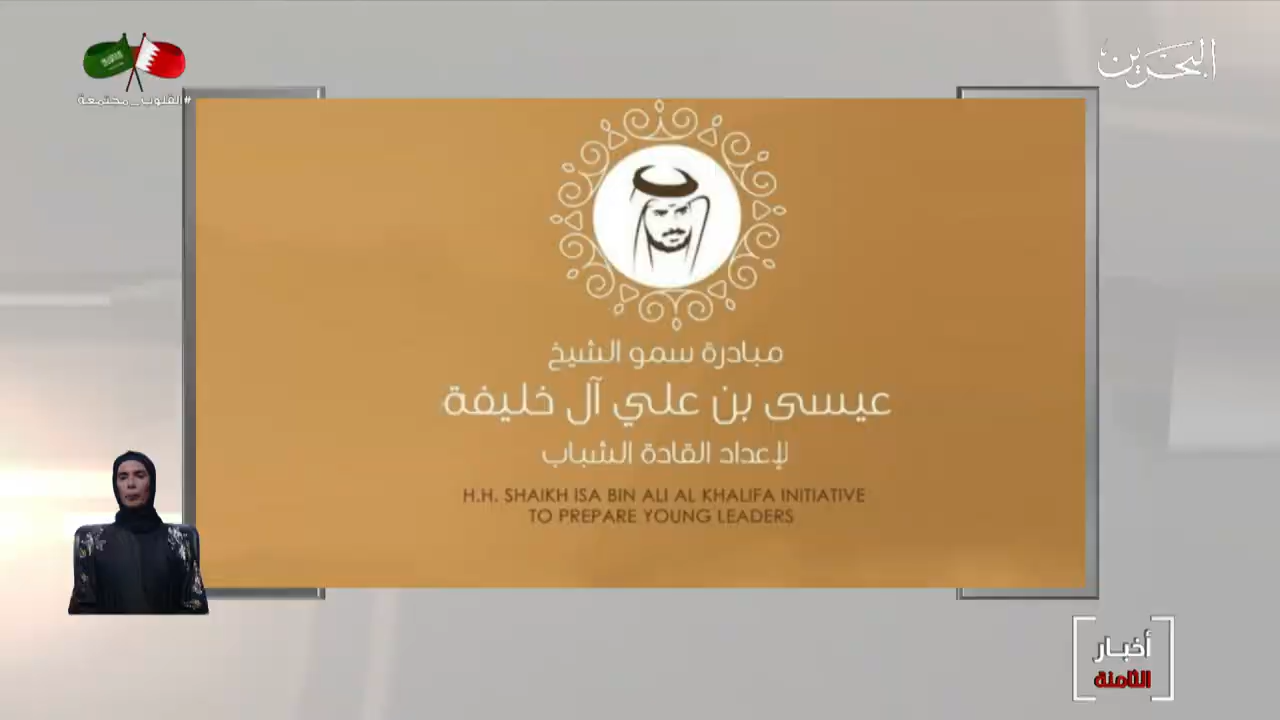 البحرين
#القلوب_مجتمعة
مبادرة سمو الشيخ
عيسى بن علي آل خليفة
لإعداد القادة الشباب
H.H. SHAIKH ISA BIN ALI AL KHALIFA INITIATIVE
TO PREPARE YOUNG LEADERS
أخبار
الثامنة